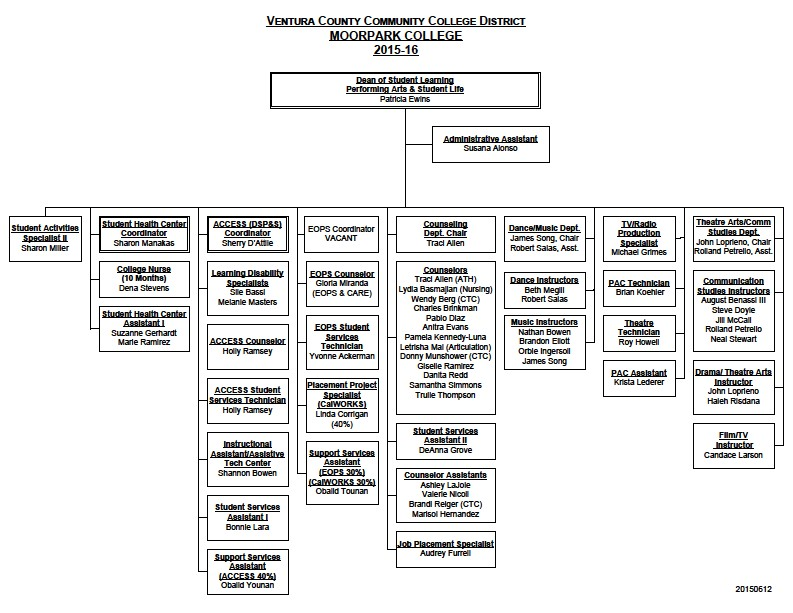 VENTURA COUNTY COMMUNITY COLLEGE DISTRICT
MOORPARK COLLEGE
2015-16
Dean of Student Learning
Performing Arts & Student Life
Patricia Ewins
Administrative Assistant
Susana Alonso
Student Activities
Specialist II
Sharon Miller
Student Health Center
Coordinator
Sharon Manakas
College Nurse
(10 Months)
Dena Stevens
Student Health Center
Assistant I
Suzanne Gerhardt
Marie Ramirez
ACCESS (DSP&S)
Coordinator
Sherry D'Attile
Learning Disability
Specialists
Sile Bassi
Melanie Masters
ACCESS Counselor
Holly Ramsey
ACCESS Student
Services Technician
Holly Ramsey
Instructional
Assistant/Assistive
Tech Center
Shannon Bowen
Student Services
Assistant I
Bonnie Lara
Support Services
Assistant
(ACCESS 40%)
Obaild Younan
EOPS Coordinator
VACANT
EOPS Counselor
Gloria Miranda
(EOPS & CARE)
EOPS Student
Services
Technician
Yvonne Ackerman
Placement Project
Specialist
(CalWORKS)
Linda Corrigan
(40%)
Support Services
Assistant
(EOPS 30%)
(CalWORKS 30%)
Obaild Tounan
Counseling
Dept. Chair
Traci Allen
Counselors
Traci Allen (ATH)
Lydia Basmajian (Nursing)
Wendy Berg (CTC)
Charles Brinkman
Pablo Diaz
Anitra Evans
Pamela Kennedy-Luna
Letrisha Mai (Articulation)
Donny Munshower (CTC)
Giselle Ramirez
Danita Redd
Samantha Simmons
Trulie Thompson
Student Services
Assistant II
DeAnna Grove
Counselor Assistants
Ashley LaJoie
Valerie Nicoll
Brandi Reiger (CTC)
Marisol Hernandez
Job Placement Specialist
Audrey Furrell
Dance/Music Dept.
James Song, Chair
Robert Salas, Asst.
Dance Instructors
Beth Megill
Robert Salas
Music Instructors
Nathan Bowen
Brandon Elliott
Orbie Ingersoll
James Song
TV/Radio
Production
Specialist
Michael Grimes
PAC Technician
Brian Koehler
Theatre
Technician
Roy Howell
PAC Assistant
Krista Lederer
Theatre Arts/Comm
Studies Dept.
John Loprieno, Chair
Rolland Petrello, Asst.
Communication
Studies Instructors
August Benassi III
Steve Doyle
Jill McCall
Rolland Petrello
Neal Stewart
Drama/ Theatre Arts
Instructor
John Loprieno
Haleh Risdana
Film/TV
Instructor
Candace Larson
20150612